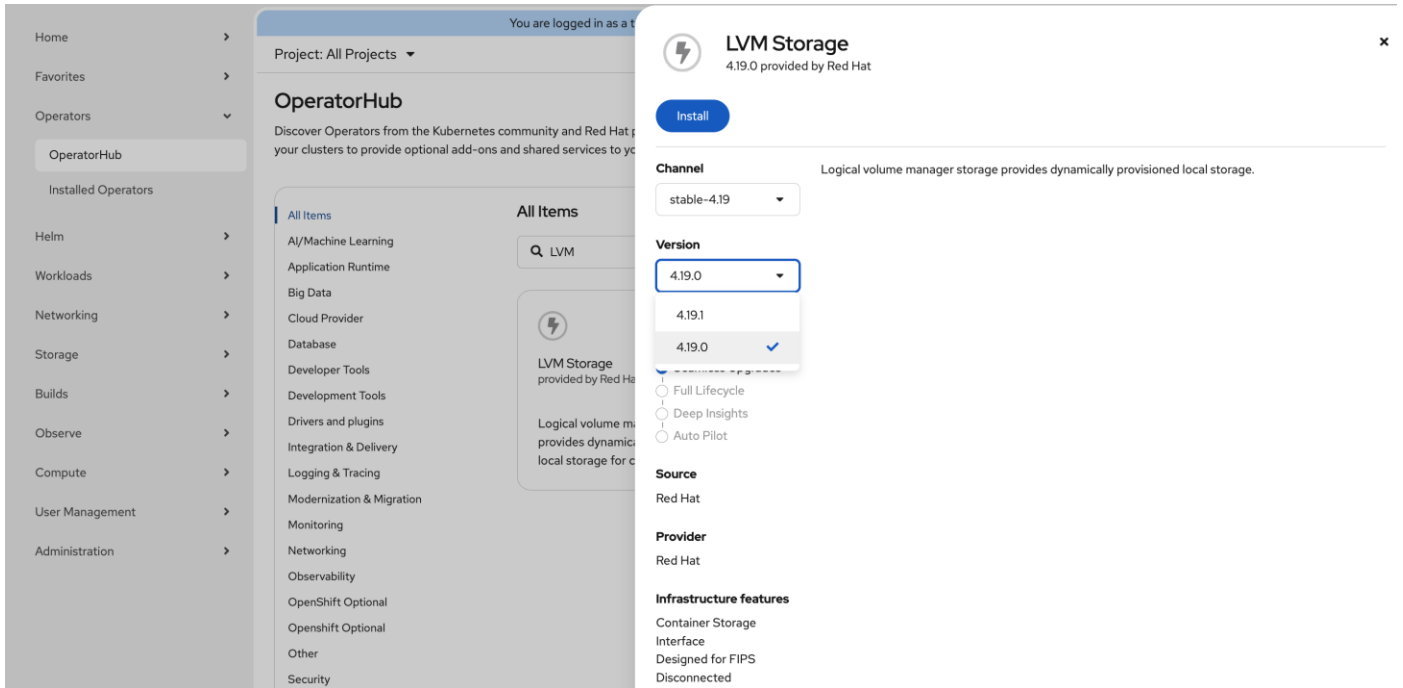 Home
Favorites
Operators
OperatorHub
Installed Operators
Helm
Workloads
Networking
Storage
Builds
Observe
Compute
User Management
Administration
You are logged in as a t
Project: All Projects
OperatorHub
Discover Operators from the Kubernetes community and Red Hat p
your clusters to provide optional add-ons and shared services to yo
All Items
AI/Machine Learning
Application Runtime
Big Data
Cloud Provider
Database
Developer Tools
Development Tools
Drivers and plugins
Integration & Delivery
Logging & Tracing
Modernization & Migration
Monitoring
Networking
Observability
OpenShift Optional
Openshift Optional
Other
Security
All Items
LVM
LVM Storage
provided by Red Ha
Logical volume ma
provides dynamica
local storage for c
LVM Storage
4.19.0 provided by Red Hat
Install
Channel
stable-4.19
Logical volume manager storage provides dynamically provisioned local storage.
Version
4.19.0
4.19.1
4.19.0
Seamless Upgrades
Full Lifecycle
Deep Insights
Auto Pilot
Source
Red Hat
Provider
Red Hat
Infrastructure features
Container Storage
Interface
Designed for FIPS
Disconnected